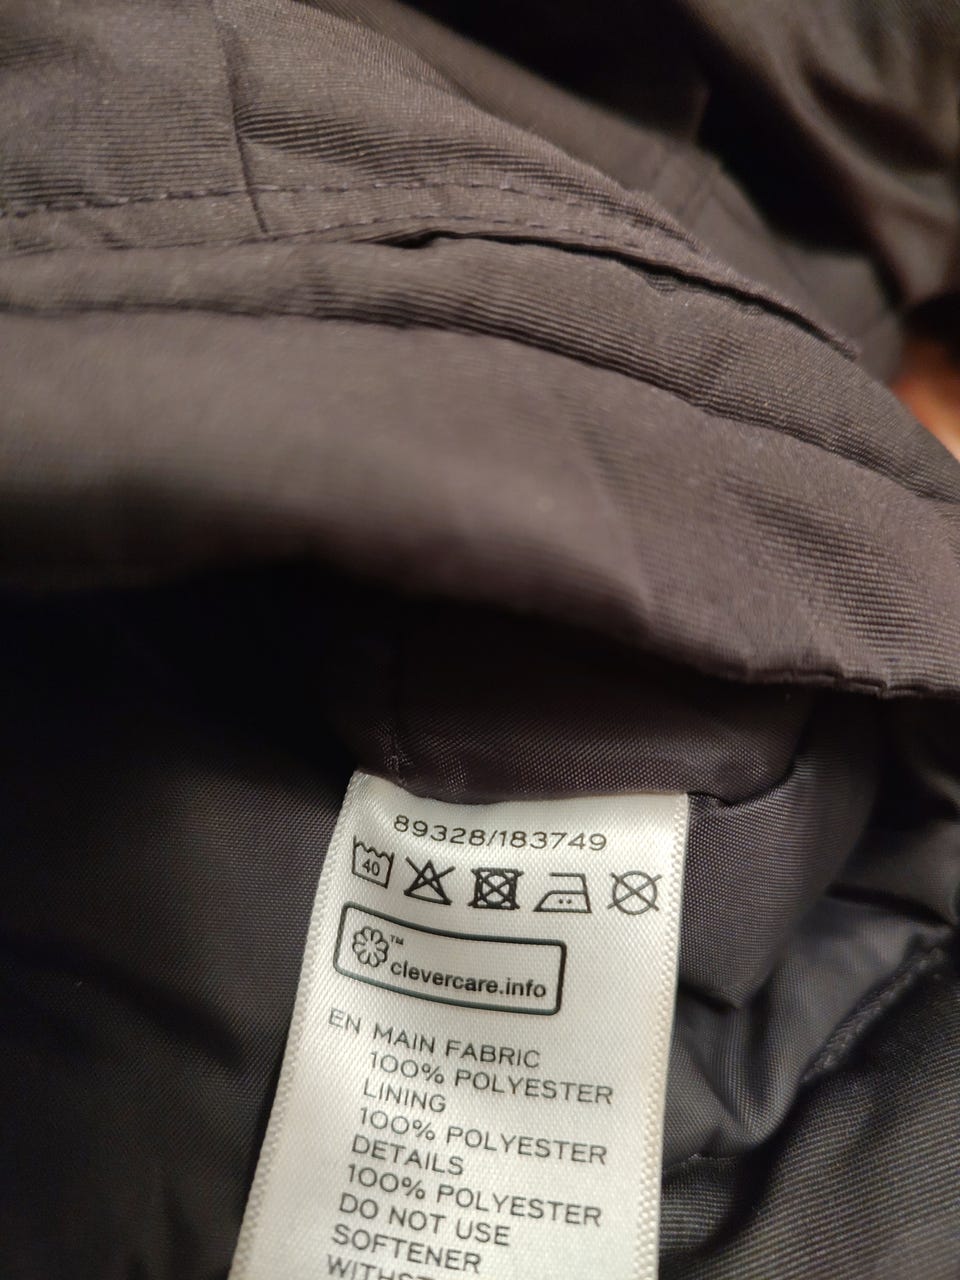 89328/183749
40
™
clevercare.info
EN MAIN FABRIC
100% POLYESTER
LINING
100% POLYESTER
DETAILS
100% POLYESTER
DO NOT USE
SOFTENER